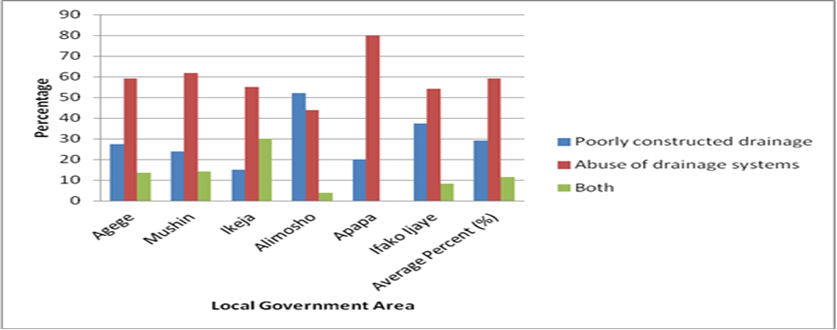 90
80
70
60
50
40
30
20
10
0
Percentage
Agege
Mushin
Ikeja
Alimosho
Apapa
Ifako Ijaye
Average Percent (%)
Local Government Area
Poorly constructed drainage
Abuse of drainage systems
Both